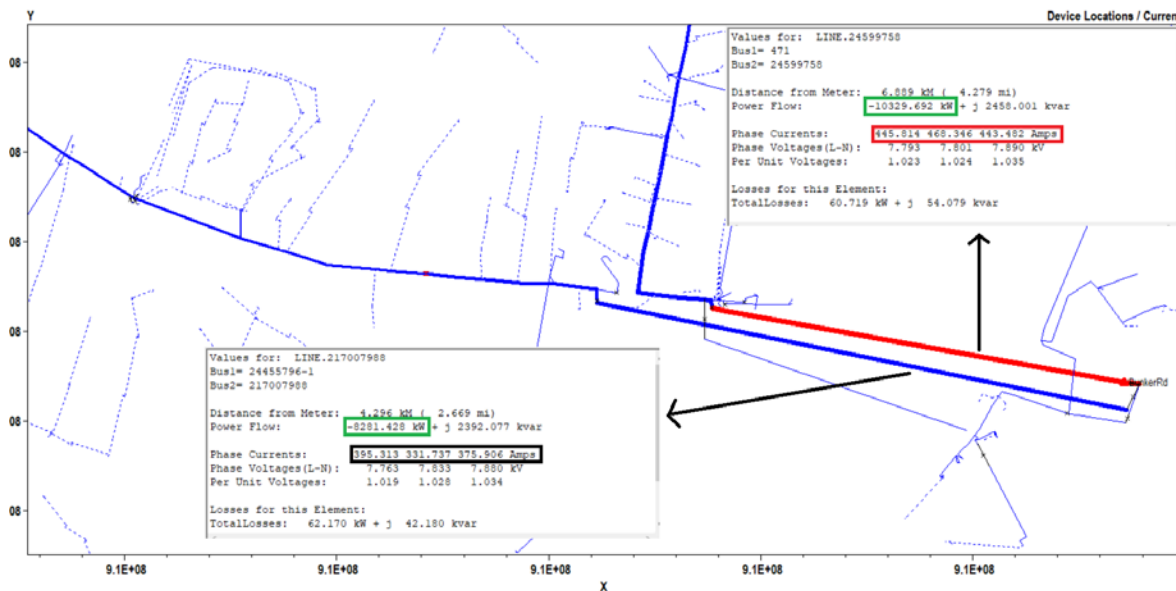 Y
Device Locations / Curren
Values for: LINE.24599758
Bus1= 471
Bus2= 24599758
Distance from Meter: 6.889 kM ( 4.279 mi)
Power Flow: -10329.692 kW + j 2458.001 kvar
Phase Currents: 445.814 468.346 443.482 Amps
Phase Voltages(L-N): 7.793 7.801 7.890 kV
Per Unit Voltages: 1.023 1.024 1.035
Losses for this Element:
TotalLosses: 60.719 kW + j 54.079 kvar
08
08
08
08
08
08
BunkerRd
Values for: LINE.217007988
Bus1= 24455796-1
Bus2= 217007988
Distance from Meter: 4.296 kM ( 2.669 mi)
Power Flow: -8281.428 kW + j 2392.077 kvar
Phase Currents: 395.313 331.737 375.906 Amps
Phase Voltages(L-N): 7.763 7.833 7.880 kV
Per Unit Voltages: 1.019 1.028 1.034
Losses for this Element:
TotalLosses: 62.170 kW + j 42.180 kvar
9.1E+08 9.1E+08 9.1E+08 9.1E+08 9.1E+08
X